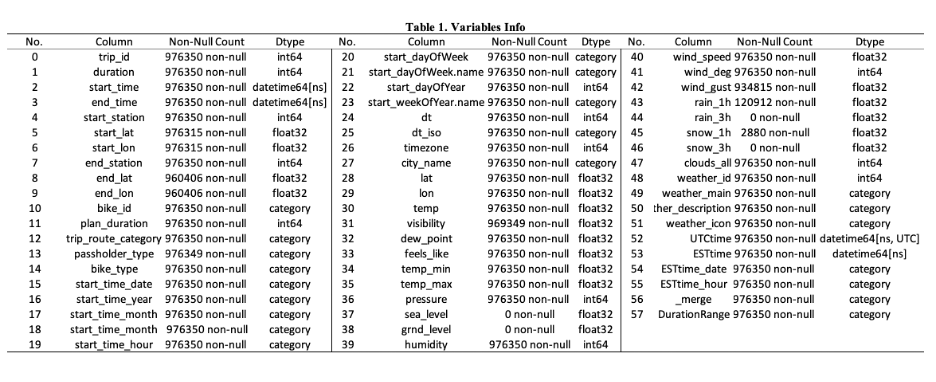 Table 1. Variables Info
No. Column Non-Null Count Dtype No. Column Non-Null Count Dtype No. Column Non-Null Count Dtype
0 trip_id 976350 non-null int64 20 start_dayOfWeek 976350 non-null category 40 wind_speed 976350 non-null float32
1 duration 976350 non-null int64 21 start_dayOfWeek.name 976350 non-null category 41 wind_deg 976350 non-null int64
2 start_time 976350 non-null datetime64[ns] 22 start_dayOfYear 976350 non-null int64 42 wind_gust 934815 non-null float32
3 end_time 976350 non-null datetime64[ns] 23 start_weekOfYear.name 976350 non-null category 43 rain_1h 120912 non-null float32
4 start_station 976350 non-null int64 24 dt 976350 non-null int64 44 rain_3h 0 non-null float32
5 start_lat 976315 non-null float32 25 dt_iso 976350 non-null category 45 snow_1h 2880 non-null float32
6 start_lon 976315 non-null float32 26 timezone 976350 non-null int64 46 snow_3h 0 non-null float32
7 end_station 976350 non-null int64 27 city_name 976350 non-null category 47 clouds_all 976350 non-null int64
8 end_lat 960406 non-null float32 28 lat 976350 non-null float32 48 weather_id 976350 non-null int64
9 end_lon 960406 non-null float32 29 lon 976350 non-null float32 49 weather_main 976350 non-null category
10 bike_id 976350 non-null category 30 temp 976350 non-null float32 50 ther_description 976350 non-null category
11 plan_duration 976350 non-null int64 31 visibility 969349 non-null float32 51 weather_icon 976350 non-null category
12 trip_route_category 976350 non-null category 32 dew_point 976350 non-null float32 52 UTCtime 976350 non-null datetime64[ns, UTC]
13 passholder_type 976349 non-null category 33 feels_like 976350 non-null float32 53 ESTtime 976350 non-null datetime64[ns]
14 bike_type 976350 non-null category 34 temp_min 976350 non-null float32 54 ESTtime_date 976350 non-null category
15 start_time_date 976350 non-null category 35 temp_max 976350 non-null float32 55 ESTtime_hour 976350 non-null category
16 start_time_year 976350 non-null category 36 pressure 976350 non-null int64 56 _merge 976350 non-null category
17 start_time_month 976350 non-null category 37 sea_level 0 non-null float32 57 DurationRange 976350 non-null category
18 start_time_month 976350 non-null category 38 grnd_level 0 non-null float32
19 start_time_hour 976350 non-null category 39 humidity 976350 non-null int64